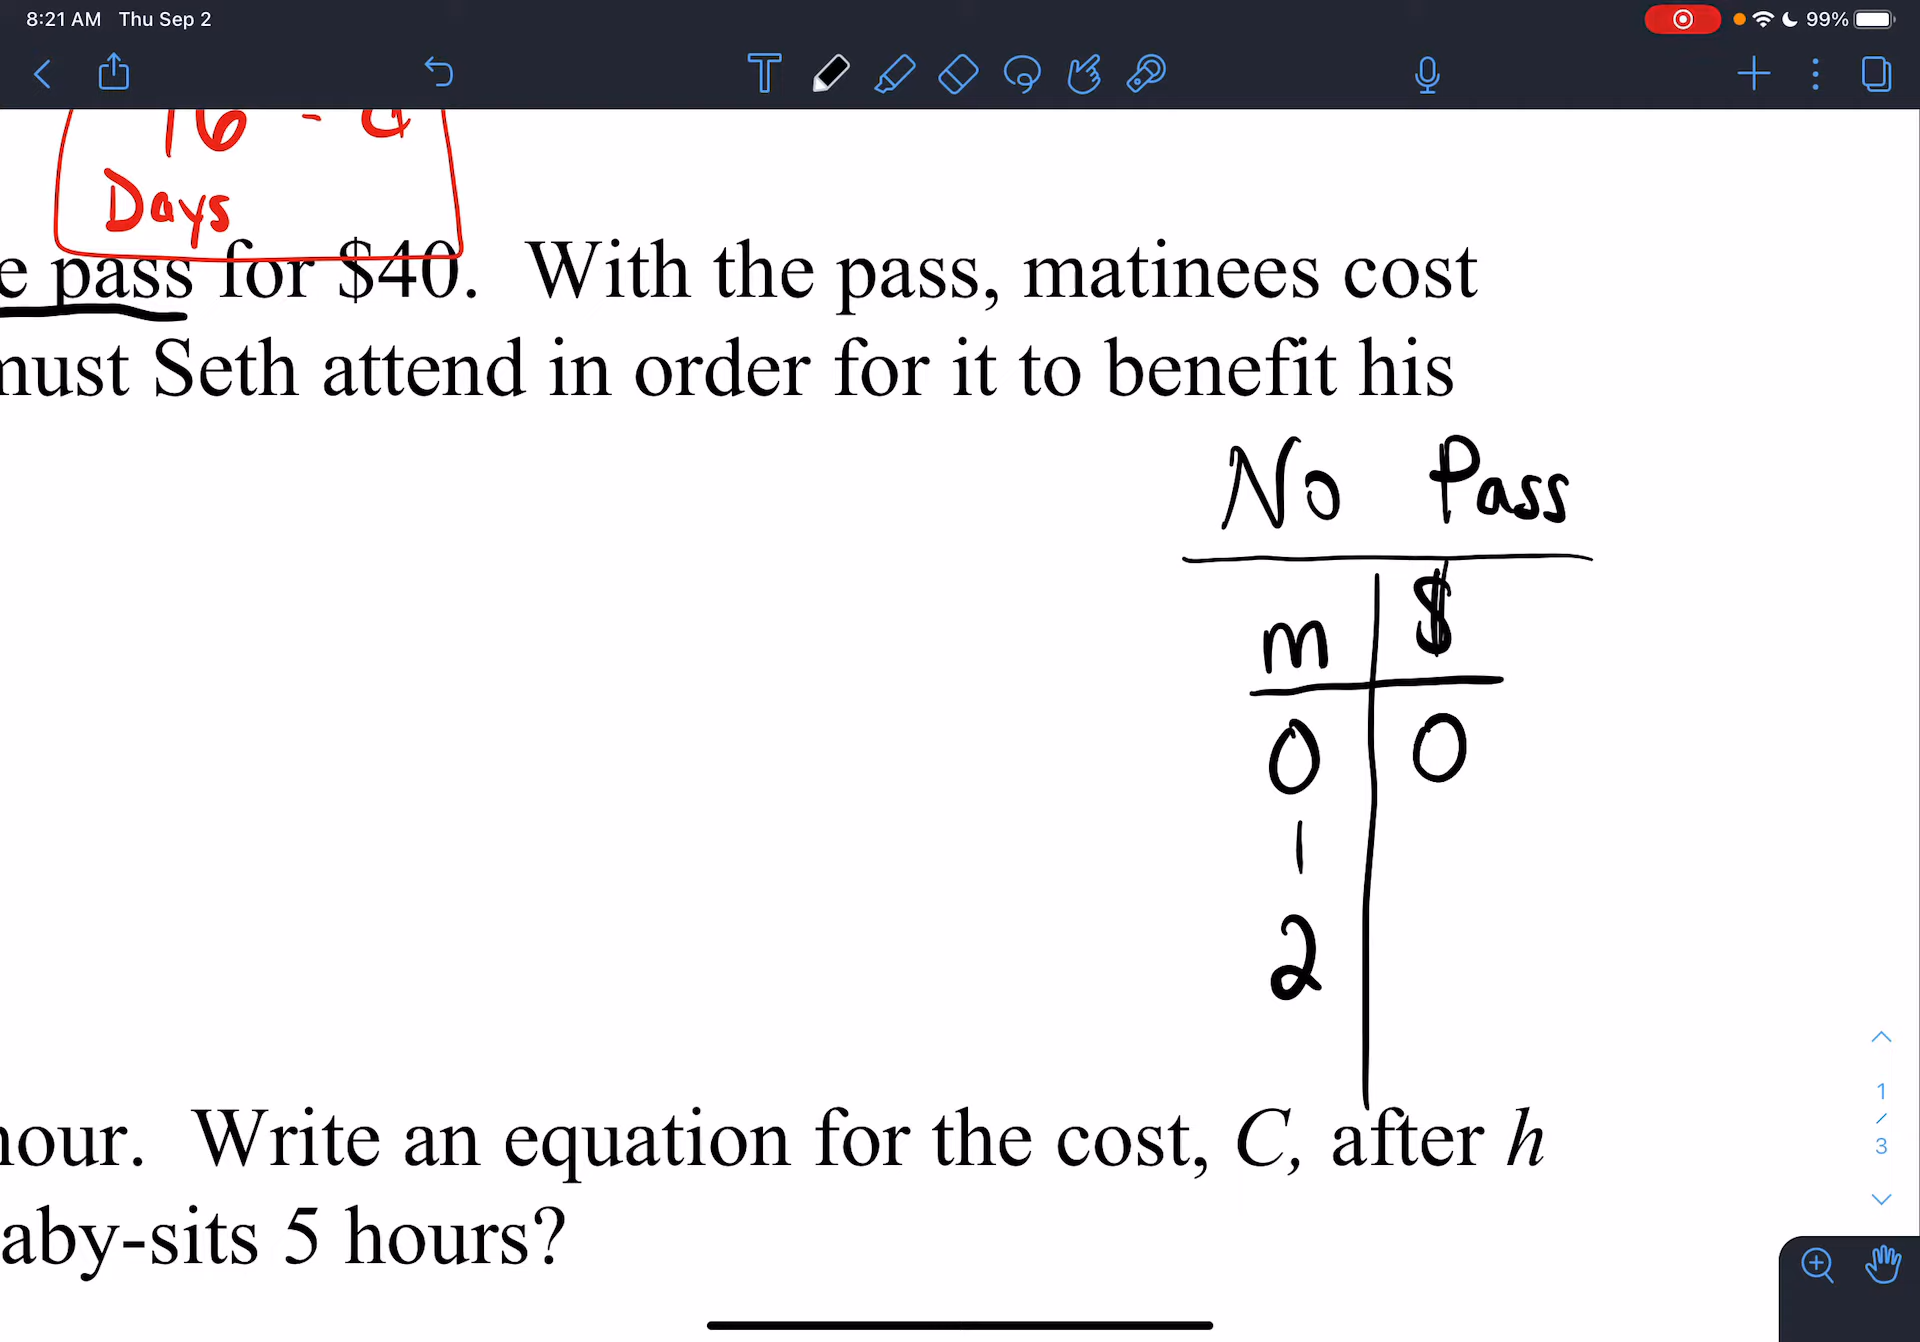 8:21 AM Thu Sep 2
99%
Days
e pass for $40. With the pass, matinees cost
must Seth attend in order for it to benefit his
No Pass
m $
0 0
1
2
hour. Write an equation for the cost, C, after h
aby-sits 5 hours?
1
/
3